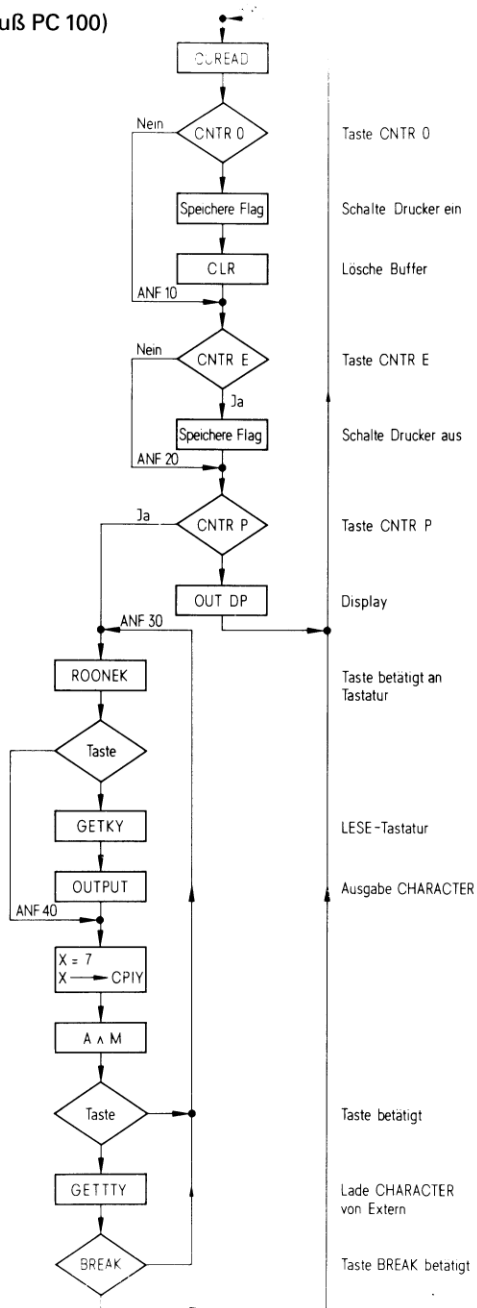 uß PC 100)
CUREAD
Nein
CNTR 0
Taste CNTR 0
Speichere Flag
Schalte Drucker ein
CLR
Lösche Buffer
ANF 10
Nein
CNTR E
Taste CNTR E
Ja
Speichere Flag
Schalte Drucker aus
ANF 20
Ja
CNTR P
Taste CNTR P
OUT DP
Display
ANF 30
ROONEK
Taste betätigt an
Tastatur
Taste
GETKY
LESE-Tastatur
OUTPUT
Ausgabe CHARACTER
ANF 40
X = 7
X → CPIY
A ∧ M
Taste
Taste betätigt
GETTTY
Lade CHARACTER
von Extern
BREAK
Taste BREAK betätigt